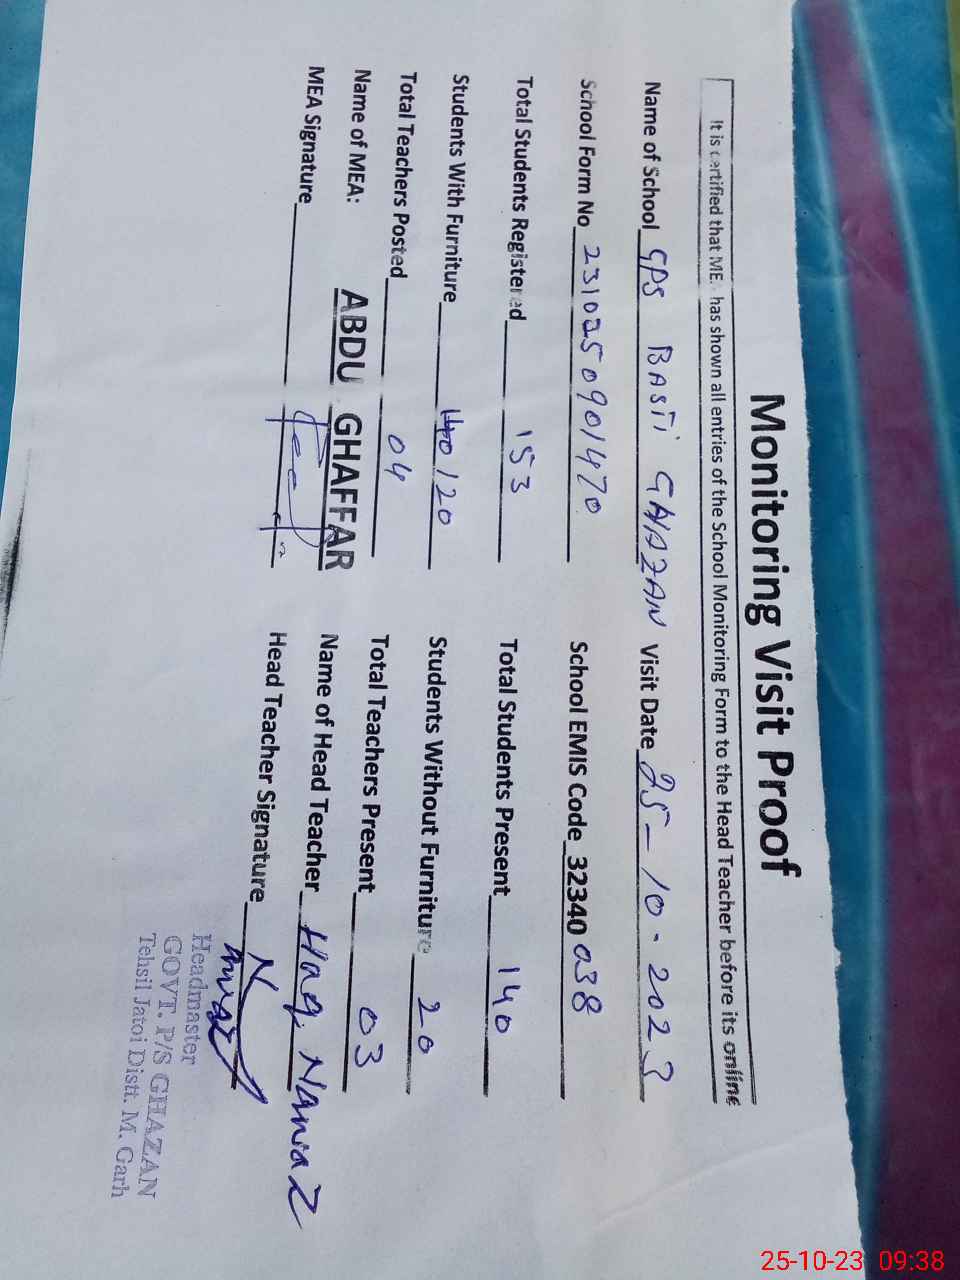 Monitoring Visit Proof
It is certified that MEA has shown all entries of the School Monitoring Form to the Head Teacher before its online
Name of School GPS BASTI GHAZAN Visit Date 25-10-2023
School Form No 2310250901470 School EMIS Code 32340038
Total Students Registered 153 Total Students Present 140
Students With Furniture 120 Students Without Furniture 20
Total Teachers Posted 04 Total Teachers Present 03
Name of MEA: ABDU GHAFFAR Name of Head Teacher Haq Nawaz
MEA Signature Head Teacher Signature
Headmaster
GOVT. P/S GHAZAN
Tehsil Jatoi Distt. M. Garh
25-10-23 09:38